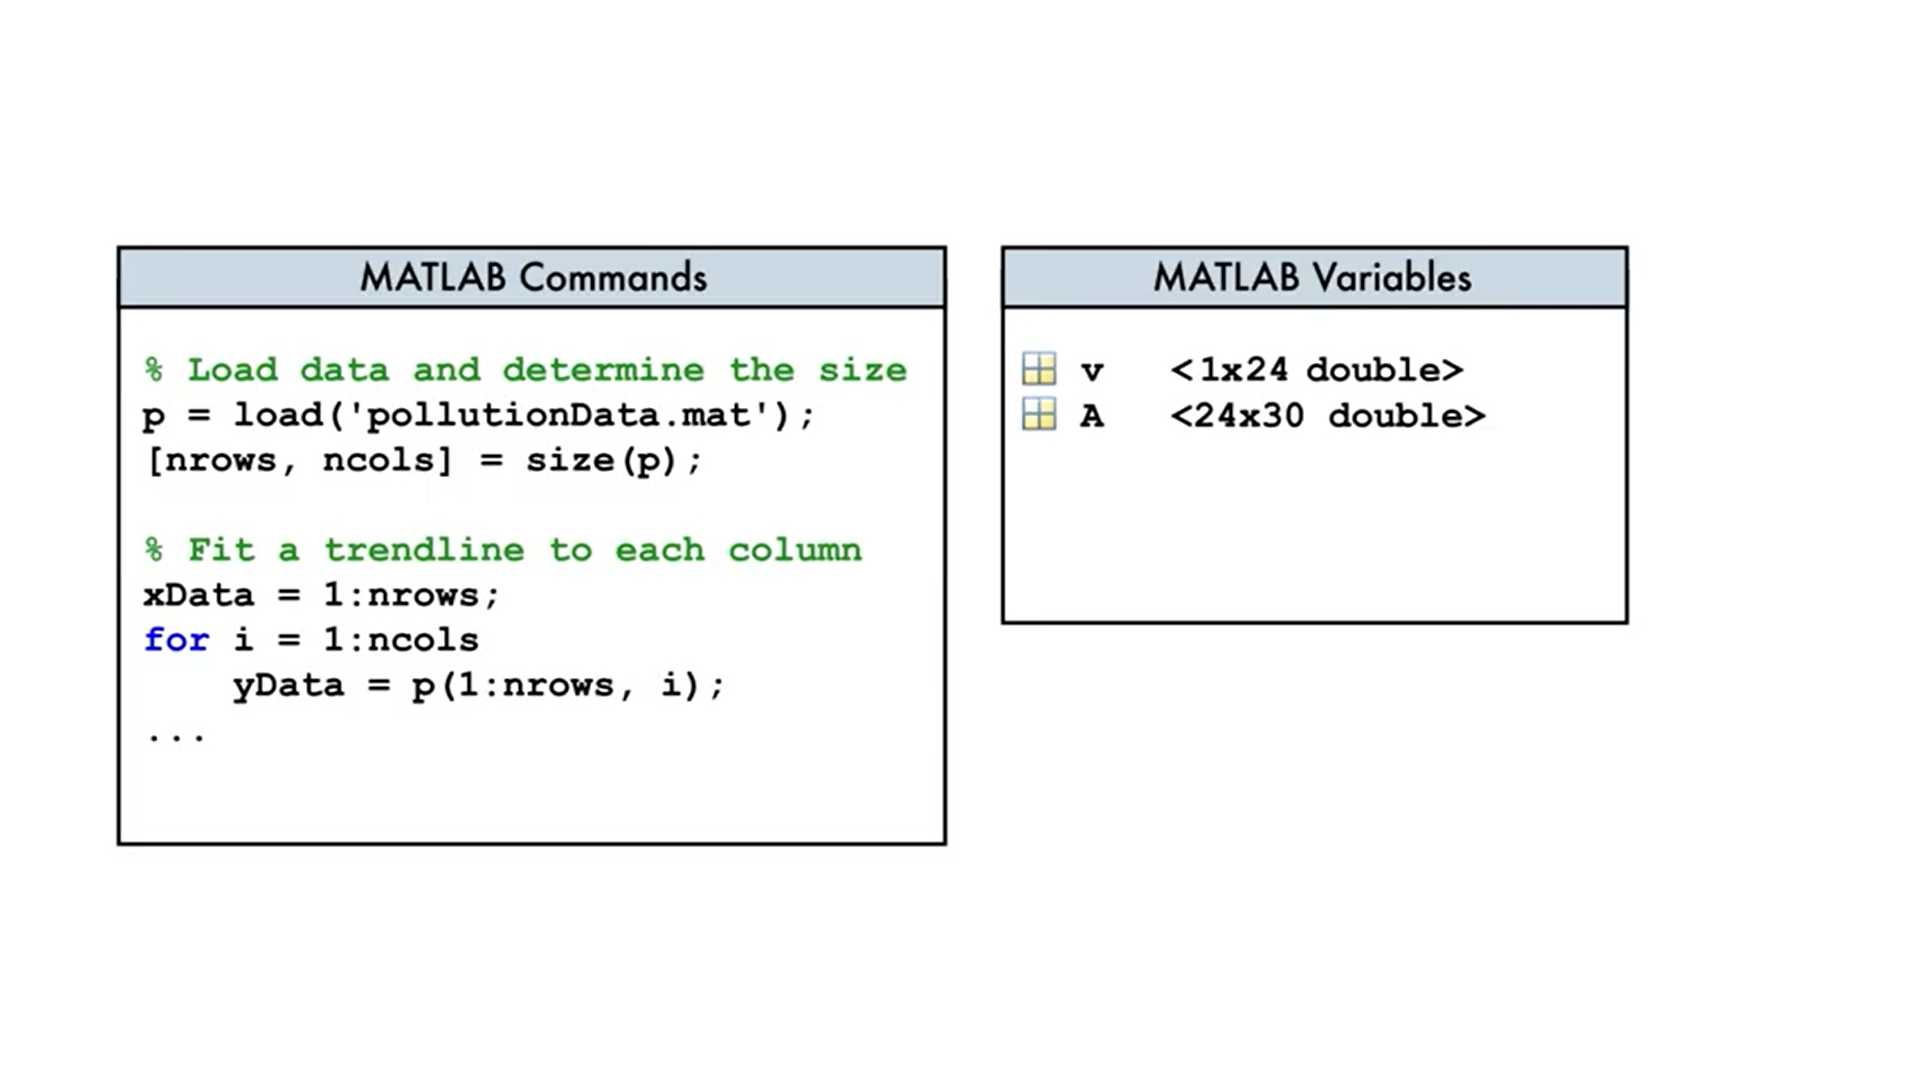 MATLAB Commands
% Load data and determine the size
p = load('pollutionData.mat');
[nrows, ncols] = size(p);
% Fit a trendline to each column
xData = 1:nrows;
for i = 1:ncols
yData = p(1:nrows, i);
...
MATLAB Variables
v <1x24 double>
A <24x30 double>